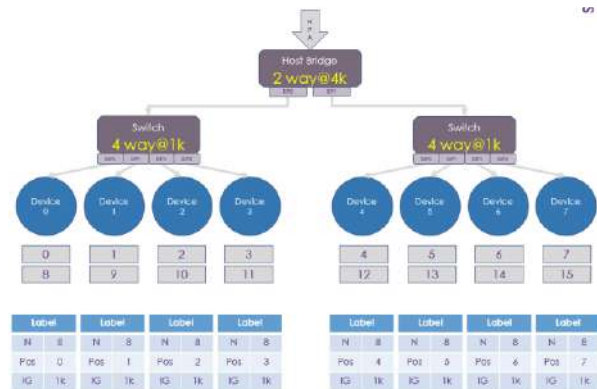 HPA
Host Bridge
2 way@4k
Switch
4 way@1k
Switch
4 way@1k
Device 0
Device 1
Device 2
Device 3
Device 4
Device 5
Device 6
Device 7
0 1 2 3 4 5 6 7
8 9 10 11 12 13 14 15
Label Label Label Label Label Label Label Label
N 8 N 8 N 8 N 8 N 8 N 8 N 8 N 8
Pos 0 Pos 1 Pos 2 Pos 3 Pos 4 Pos 5 Pos 6 Pos 7
IG 1k IG 1k IG 1k IG 1k IG 1k IG 1k IG 1k IG 1k